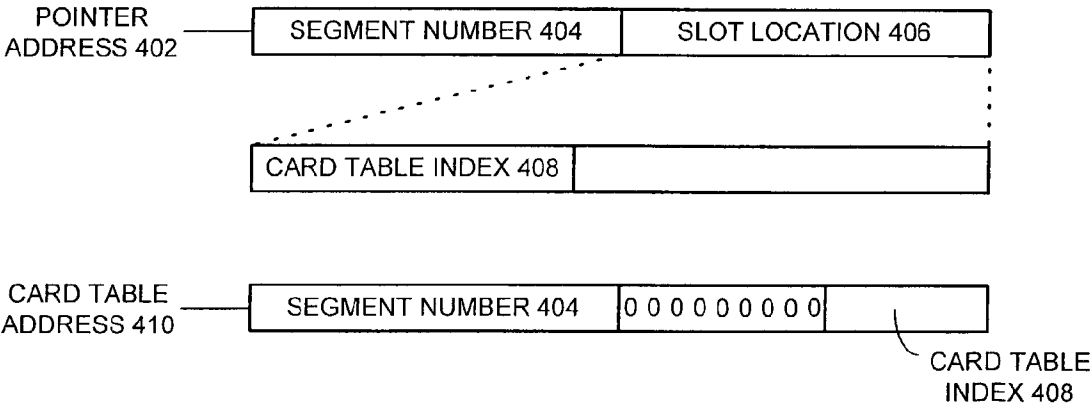 POINTER
ADDRESS 402
SEGMENT NUMBER 404
SLOT LOCATION 406
CARD TABLE INDEX 408
CARD TABLE
ADDRESS 410
SEGMENT NUMBER 404
0 0 0 0 0 0 0 0 0
CARD TABLE
INDEX 408